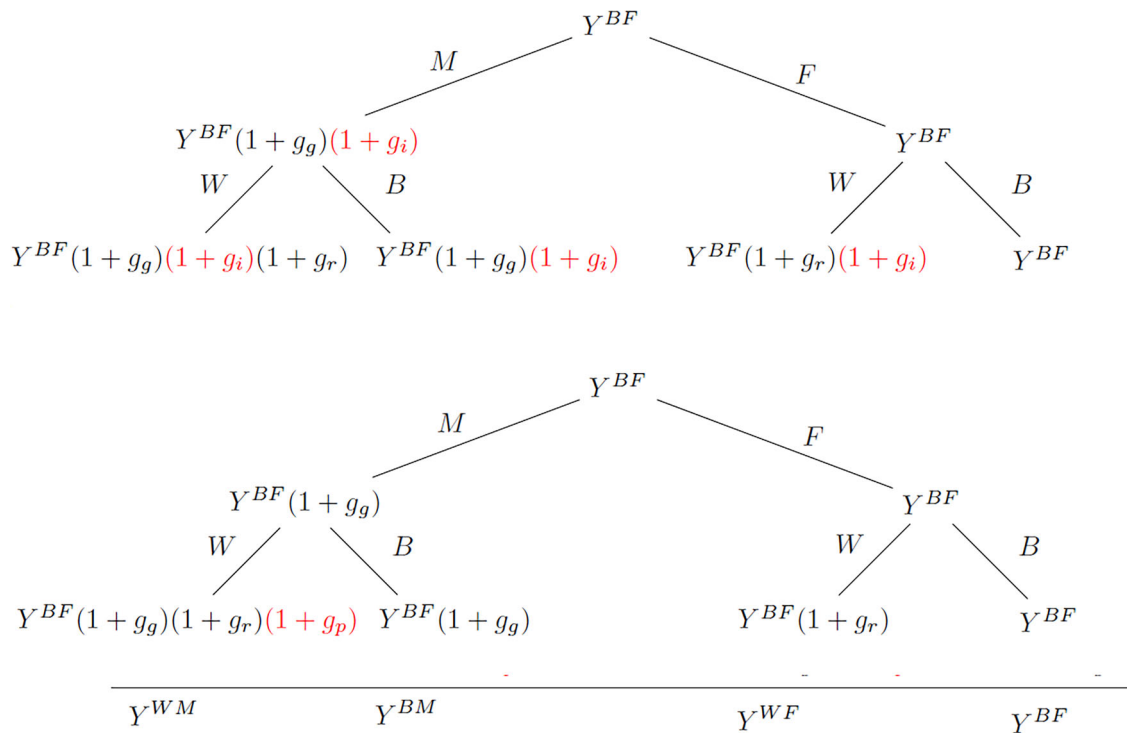 Y^{BF}
M F
Y^{BF}(1 + g_g)(1 + g_i) Y^{BF}
W B W B
Y^{BF}(1 + g_g)(1 + g_i)(1 + g_r) Y^{BF}(1 + g_g)(1 + g_i) Y^{BF}(1 + g_r)(1 + g_i) Y^{BF}
Y^{BF}
M F
Y^{BF}(1 + g_g) Y^{BF}
W B W B
Y^{BF}(1 + g_g)(1 + g_r)(1 + g_p) Y^{BF}(1 + g_g) Y^{BF}(1 + g_r) Y^{BF}
Y^{WM} Y^{BM} Y^{WF} Y^{BF}